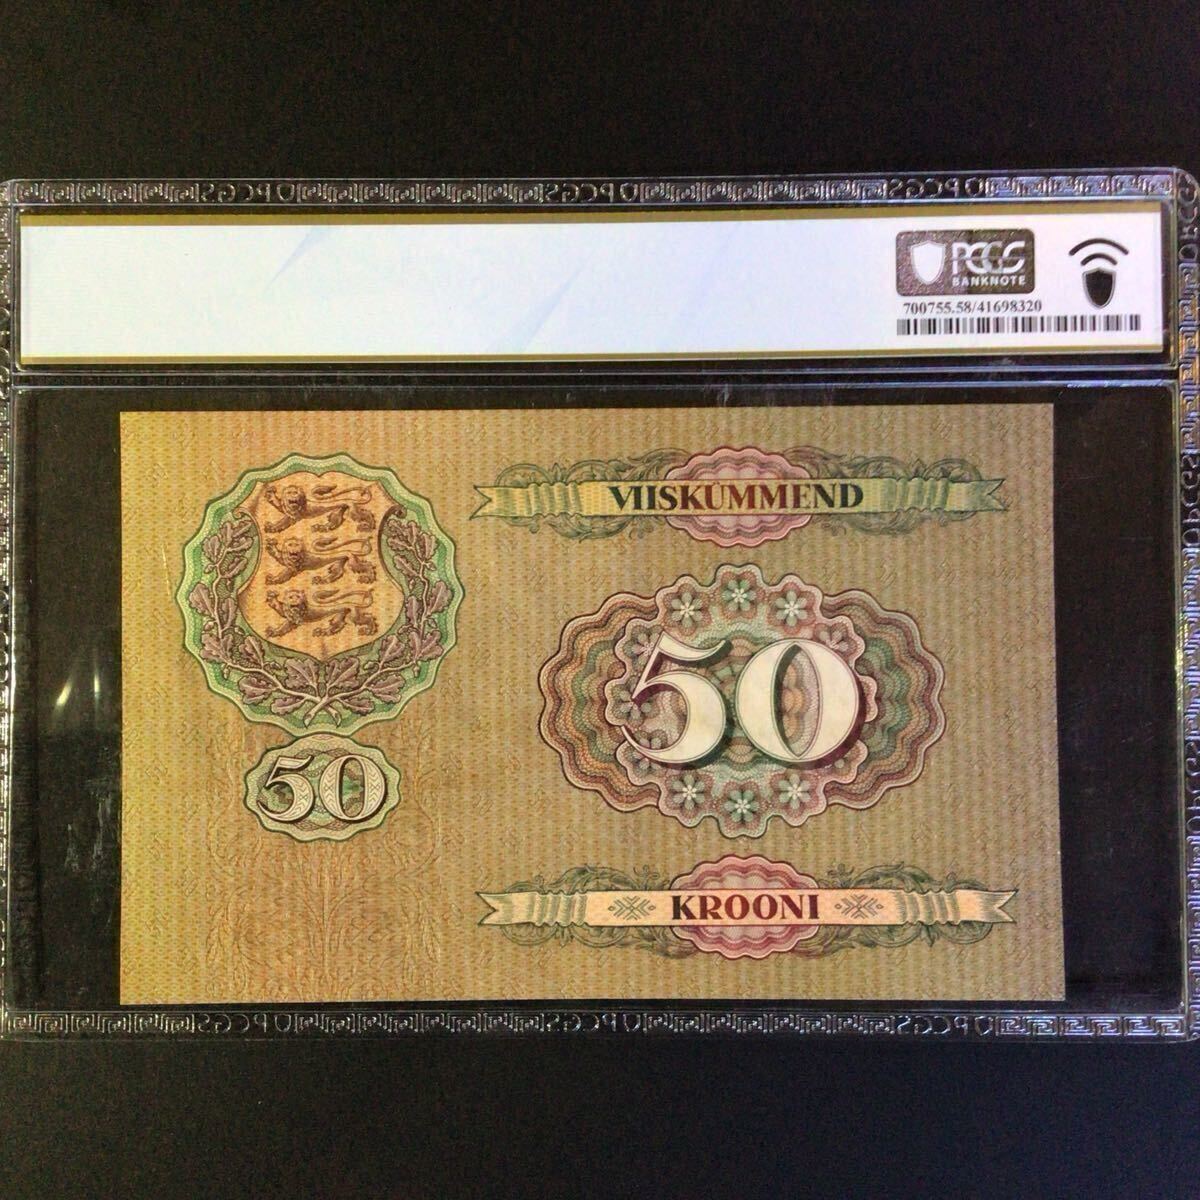 PCGS
BANKNOTE
700755.58/41698320
VIISKÜMMEND
50
50
KROONI